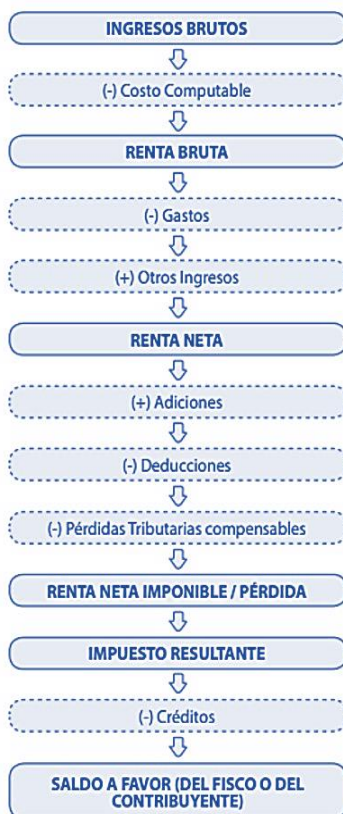 INGRESOS BRUTOS
(-) Costo Computable
RENTA BRUTA
(-) Gastos
(+) Otros Ingresos
RENTA NETA
(+) Adiciones
(-) Deducciones
(-) Pérdidas Tributarias compensables
RENTA NETA IMPONIBLE / PÉRDIDA
IMPUESTO RESULTANTE
(-) Créditos
SALDO A FAVOR (DEL FISCO O DEL
CONTRIBUYENTE)